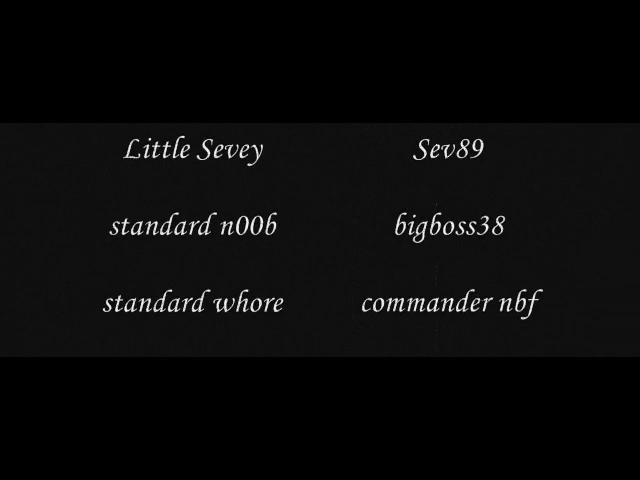 Little Sevey Sev89
standard n00b bigboss38
standard whore commander nbf